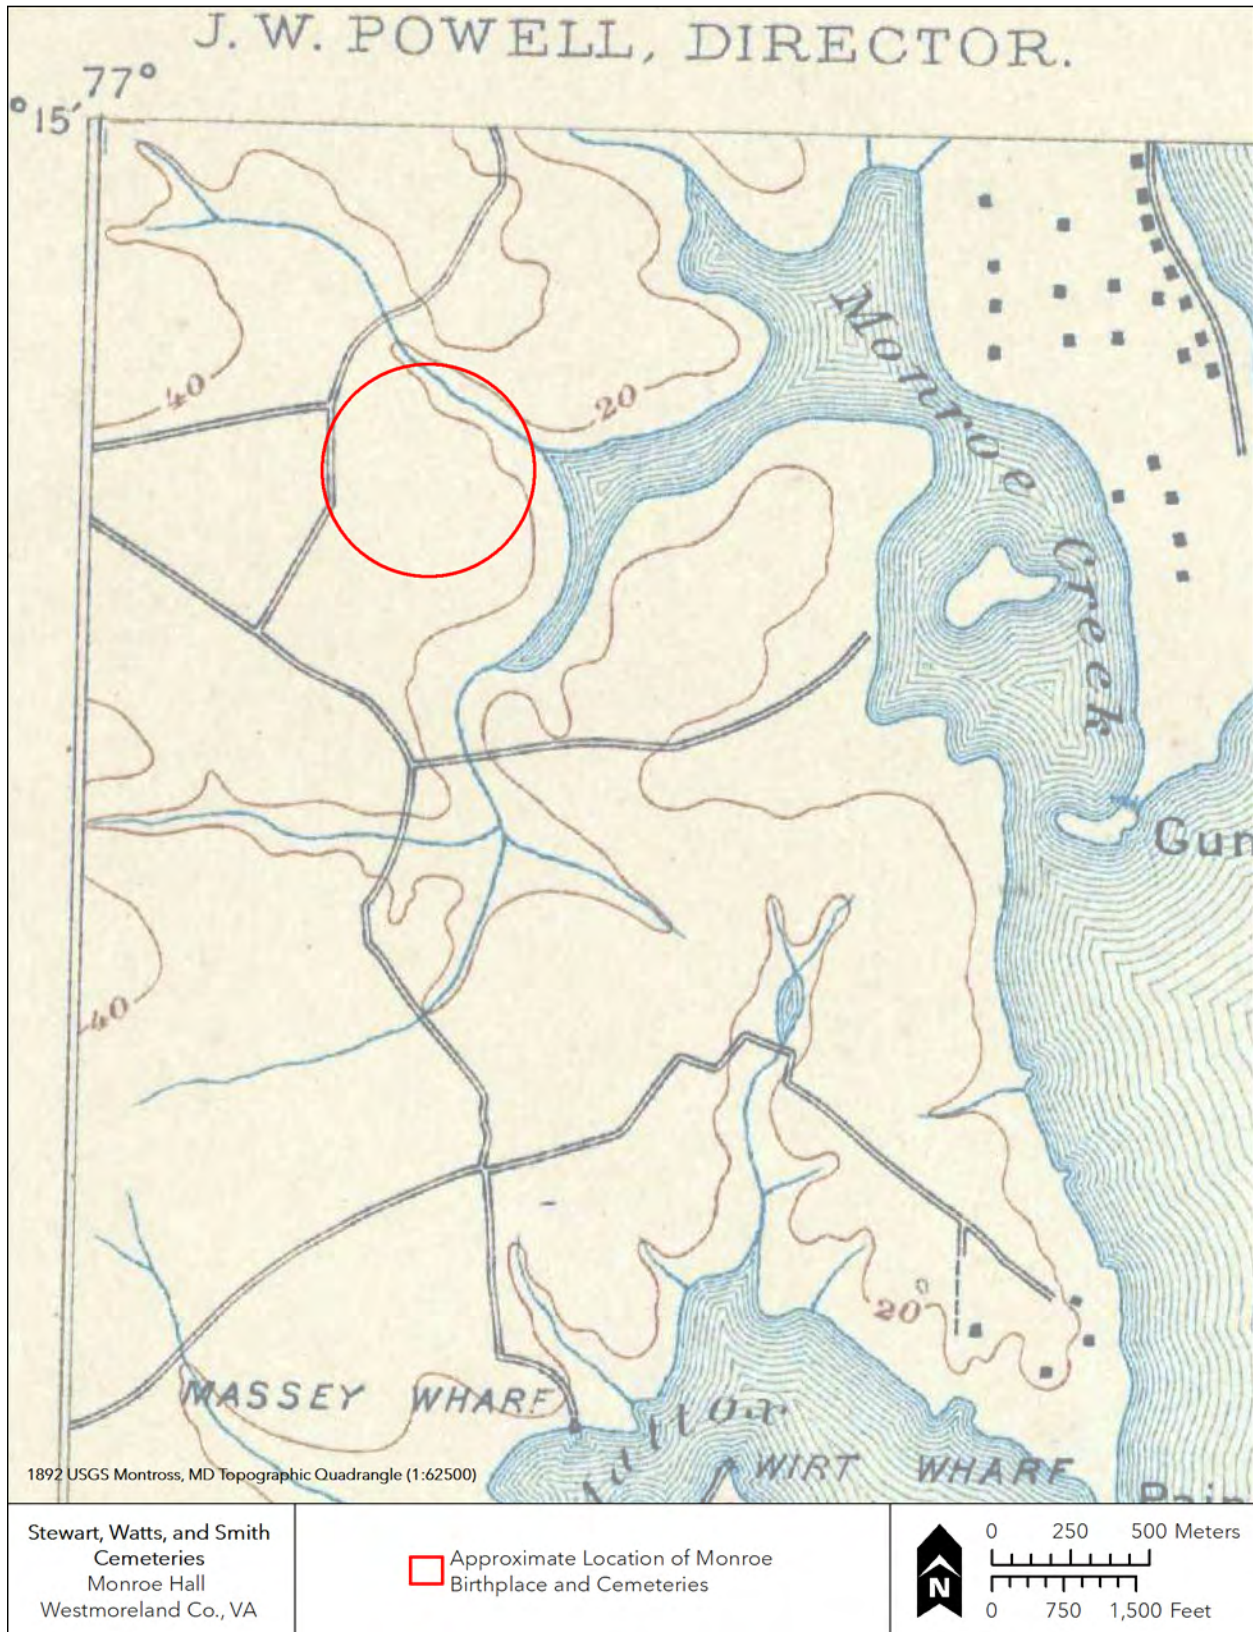 J. W. POWELL, DIRECTOR.
77°
°15′
40
20
Monroe
Creek
Gun
40
20
MASSEY WHARF
Mattox
WIRT WHARF
1892 USGS Montross, MD Topographic Quadrangle (1:62500)
Stewart, Watts, and Smith
Cemeteries
Monroe Hall
Westmoreland Co., VA
Approximate Location of Monroe
Birthplace and Cemeteries
N
0 250 500 Meters
0 750 1,500 Feet